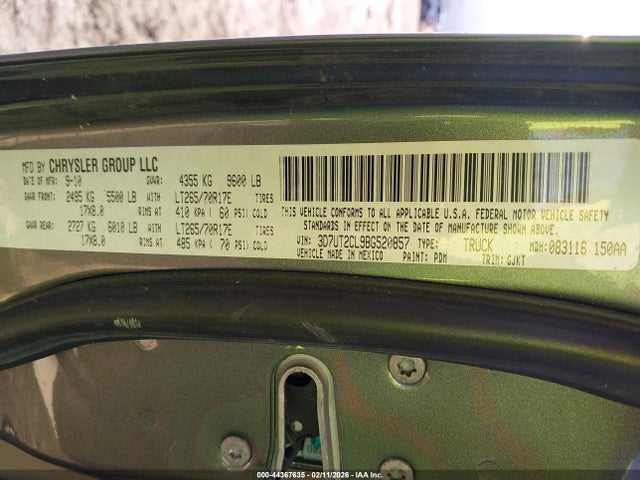 MFD BY CHRYSLER GROUP LLC
DATE OF MFR: 9-10 GVWR: 4355 KG 9600 LB
GAWR FRONT: 2485 KG 5500 LB WITH LT265/70R17E TIRES
17X8.0 RIMS AT 410 KPA ( 60 PSI) COLD
GAWR REAR: 2727 KG 6010 LB WITH LT265/70R17E TIRES
17X8.0 RIMS AT 485 KPA ( 70 PSI) COLD
THIS VEHICLE CONFORMS TO ALL APPLICABLE U.S.A. FEDERAL MOTOR VEHICLE SAFETY
STANDARDS IN EFFECT ON THE DATE OF MANUFACTURE SHOWN ABOVE.
VIN: 3D7UT2CL9BG520857 TYPE: TRUCK MDH: 083116 150AA
VEHICLE MADE IN MEXICO PAINT: PDM TRIM: GJKT
000-44367635 - 02/11/2026 - IAA Inc.